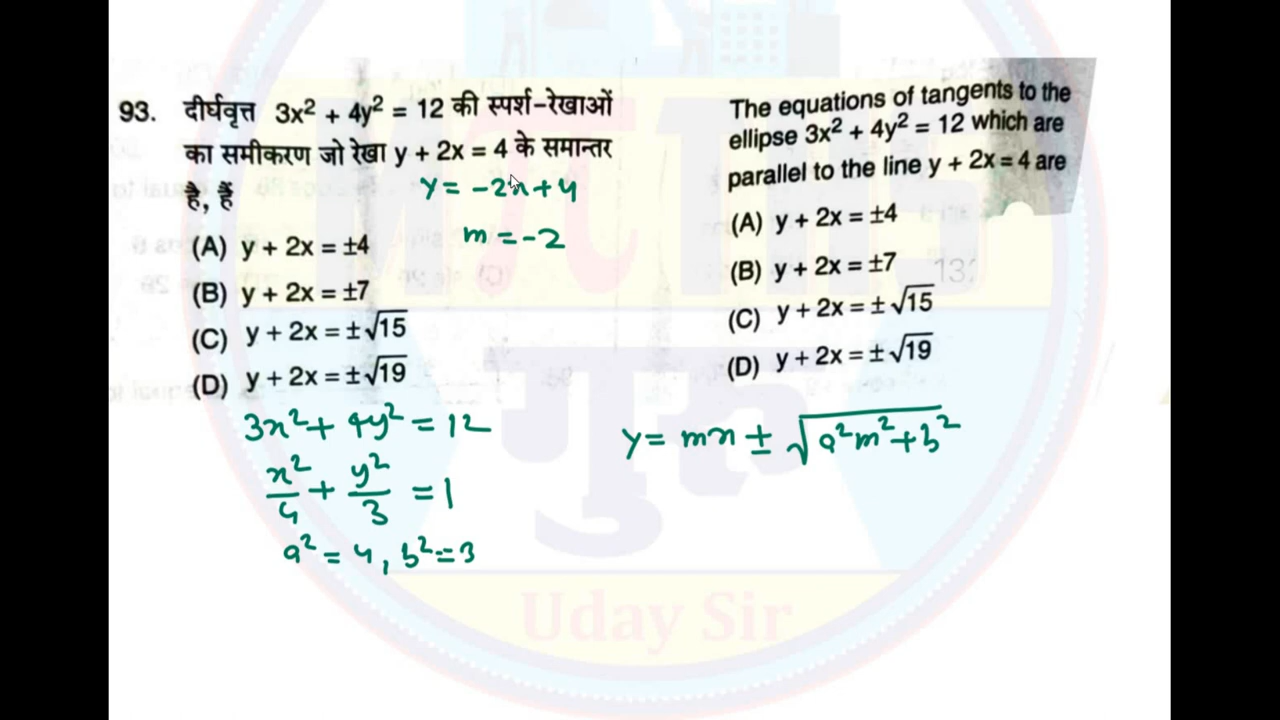 93. दीर्घवृत्त 3x² + 4y² = 12 की स्पर्श-रेखाओं
का समीकरण जो रेखा y + 2x = 4 के समान्तर
है, हैं
(A) y + 2x = ±4
(B) y + 2x = ±7
(C) y + 2x = ±√15
(D) y + 2x = ±√19
y = -2x + 4
m = -2
The equations of tangents to the
ellipse 3x² + 4y² = 12 which are
parallel to the line y + 2x = 4 are
(A) y + 2x = ±4
(B) y + 2x = ±7
(C) y + 2x = ± √15
(D) y + 2x = ± √19
3x² + 4y² = 12
x²/4 + y²/3 = 1
a² = 4, b² = 3
y = mx ± √(a²m² + b²)
गुरु
Uday Sir